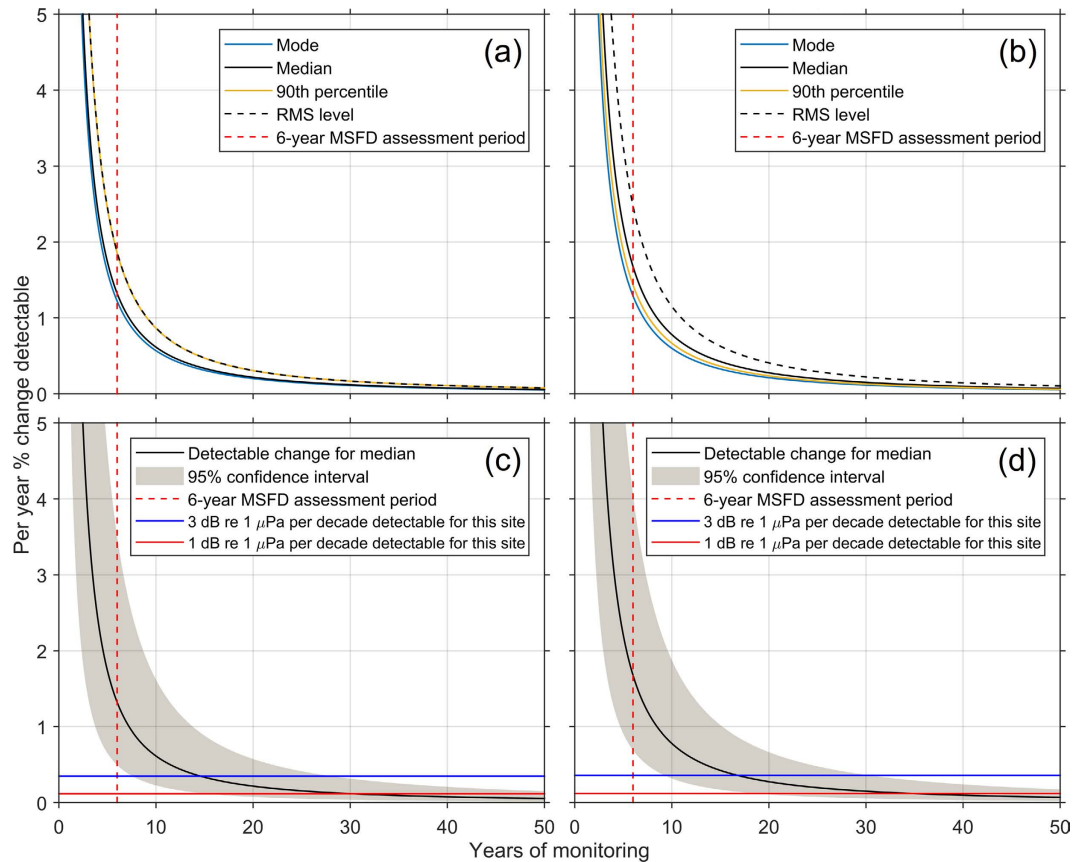 5
4
3
2
1
0
Mode
Median
90th percentile
RMS level
6-year MSFD assessment period
(a)
Mode
Median
90th percentile
RMS level
6-year MSFD assessment period
(b)
Per year % change detectable
5
4
3
2
1
0
Detectable change for median
95% confidence interval
6-year MSFD assessment period
3 dB re 1 μPa per decade detectable for this site
1 dB re 1 μPa per decade detectable for this site
(c)
Detectable change for median
95% confidence interval
6-year MSFD assessment period
3 dB re 1 μPa per decade detectable for this site
1 dB re 1 μPa per decade detectable for this site
(d)
0 10 20 30 40 50
0 10 20 30 40 50
Years of monitoring